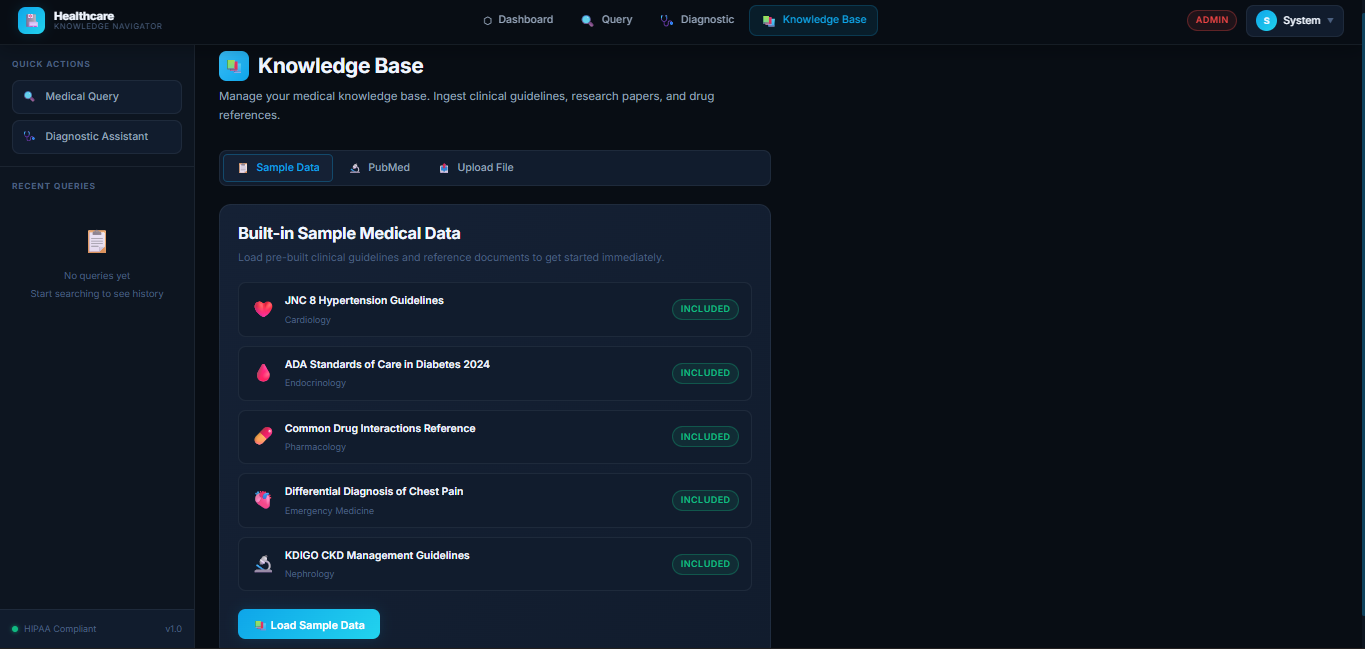 Healthcare
KNOWLEDGE NAVIGATOR
Dashboard
Query
Diagnostic
Knowledge Base
ADMIN
S
System
QUICK ACTIONS
Medical Query
Diagnostic Assistant
RECENT QUERIES
No queries yet
Start searching to see history
HIPAA Compliant
v1.0
Knowledge Base
Manage your medical knowledge base. Ingest clinical guidelines, research papers, and drug
references.
Sample Data
PubMed
Upload File
Built-in Sample Medical Data
Load pre-built clinical guidelines and reference documents to get started immediately.
JNC 8 Hypertension Guidelines
Cardiology
INCLUDED
ADA Standards of Care in Diabetes 2024
Endocrinology
INCLUDED
Common Drug Interactions Reference
Pharmacology
INCLUDED
Differential Diagnosis of Chest Pain
Emergency Medicine
INCLUDED
KDIGO CKD Management Guidelines
Nephrology
INCLUDED
Load Sample Data